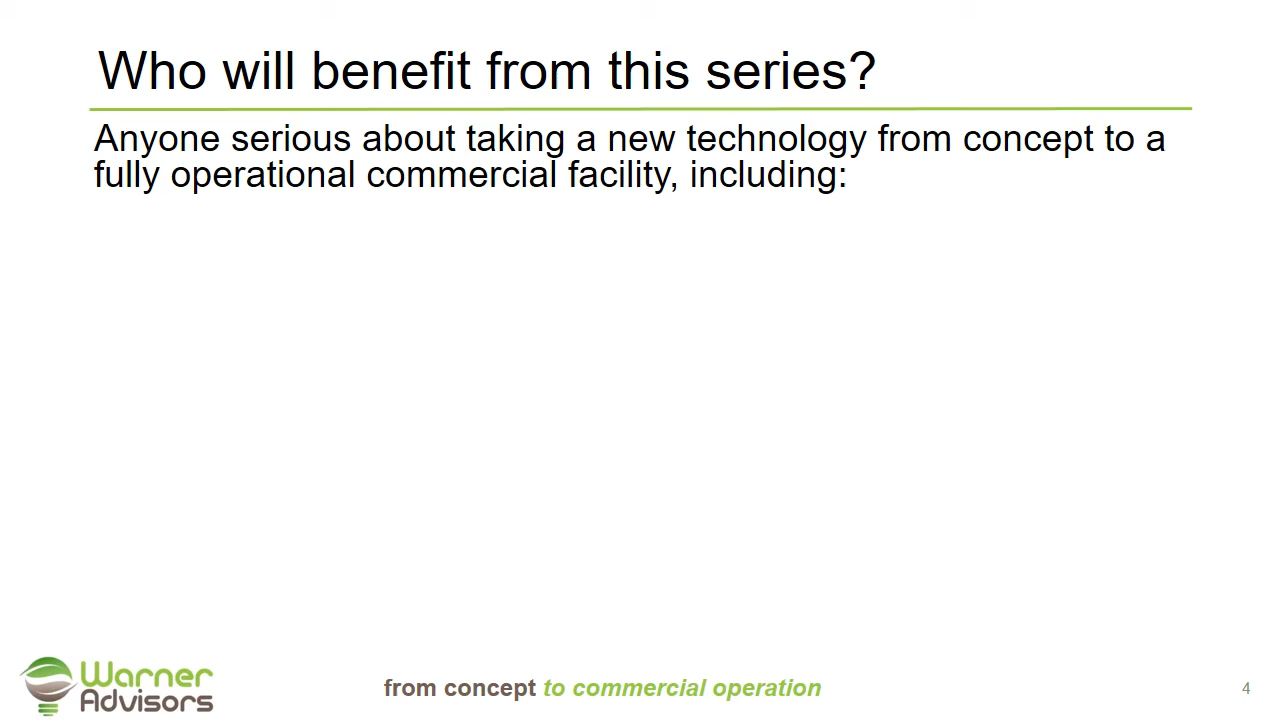 Who will benefit from this series?
Anyone serious about taking a new technology from concept to a
fully operational commercial facility, including:
Warner
Advisors
from concept to commercial operation
4